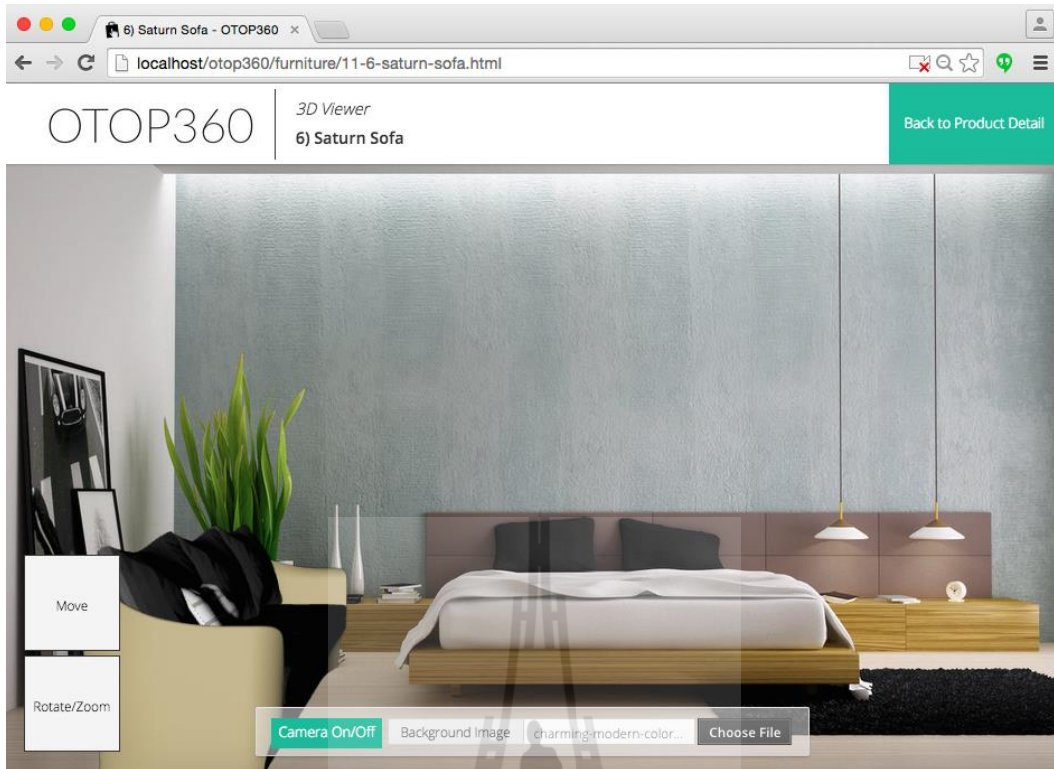 6) Saturn Sofa - OTOP360
localhost/otop360/furniture/11-6-saturn-sofa.html
OTOP360
3D Viewer
6) Saturn Sofa
Back to Product Detail
Move
Rotate/Zoom
Camera On/Off
Background Image
charming-modern-color...
Choose File